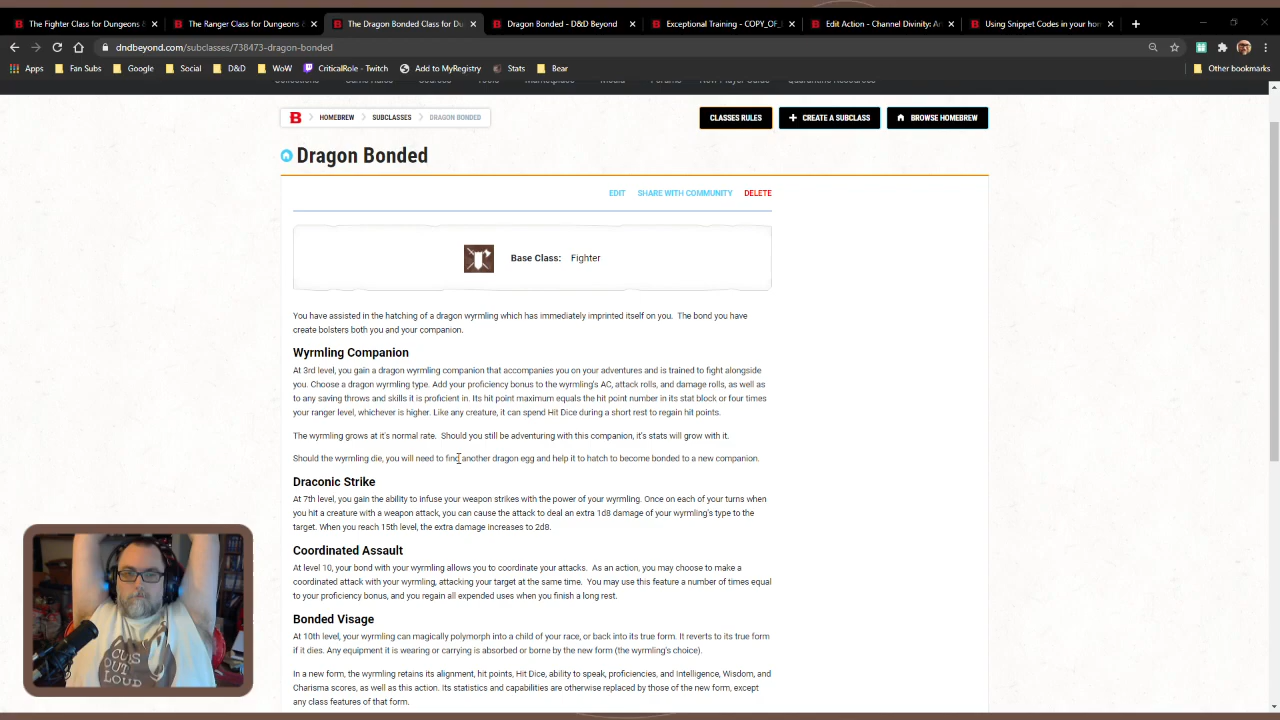 The Fighter Class for Dungeons &
The Ranger Class for Dungeons &
The Dragon Bonded Class for Du
Dragon Bonded - D&D Beyond
Exceptional Training - COPY_OF_
Edit Action - Channel Divinity:
Using Snippet Codes in your hon
dndbeyond.com/subclasses/738473-dragon-bonded
Apps Fan Subs Google Social D&D WoW CriticalRole - Twitch Add to MyRegistry Stats Bear Other bookmarks
HOMEBREW SUBCLASSES DRAGON BONDED
CLASSES RULES CREATE A SUBCLASS BROWSE HOMEBREW
Dragon Bonded
EDIT SHARE WITH COMMUNITY DELETE
Base Class: Fighter
You have assisted in the hatching of a dragon wyrmling which has immediately imprinted itself on you. The bond you have
create bolsters both you and your companion.
Wyrmling Companion
At 3rd level, you gain a dragon wyrmling companion that accompanies you on your adventures and is trained to fight alongside
you. Choose a dragon wyrmling type. Add your proficiency bonus to the wyrmling's AC, attack rolls, and damage rolls, as well as
to any saving throws and skills it is proficient in. Its hit point maximum equals the hit point number in its stat block or four times
your ranger level, whichever is higher. Like any creature, it can spend Hit Dice during a short rest to regain hit points.
The wyrmling grows at it's normal rate. Should you still be adventuring with this companion, it's stats will grow with it.
Should the wyrmling die, you will need to find another dragon egg and help it to hatch to become bonded to a new companion.
Draconic Strike
At 7th level, you gain the ability to infuse your weapon strikes with the power of your wyrmling. Once on each of your turns when
you hit a creature with a weapon attack, you can cause the attack to deal an extra 1d8 damage of your wyrmling's type to the
target. When you reach 15th level, the extra damage increases to 2d8.
Coordinated Assault
At level 10, your bond with your wyrmling allows you to coordinate your attacks. As an action, you may choose to make a
coordinated attack with your wyrmling, attacking your target at the same time. You may use this feature a number of times equal
to your proficiency bonus, and you regain all expended uses when you finish a long rest.
Bonded Visage
At 10th level, your wyrmling can magically polymorph into a child of your race, or back into its true form. It reverts to its true form
if it dies. Any equipment it is wearing or carrying is absorbed or borne by the new form (the wyrmling's choice).
In a new form, the wyrmling retains its alignment, hit points, Hit Dice, ability to speak, proficiencies, and Intelligence, Wisdom, and
Charisma scores, as well as this action. Its statistics and capabilities are otherwise replaced by those of the new form, except
any class features of that form.
OUT
LOUD